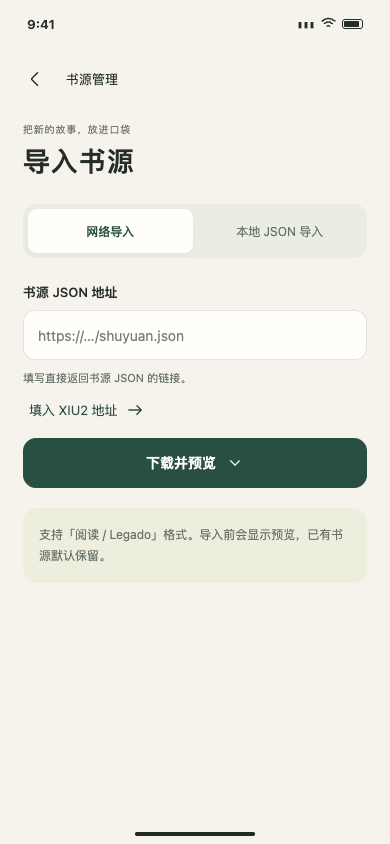 9:41
书源管理
把新的故事，放进口袋
导入书源
网络导入
本地 JSON 导入
书源 JSON 地址
https://.../shuyuan.json
填写直接返回书源 JSON 的链接。
填入 XIU2 地址
下载并预览
支持「阅读 / Legado」格式。导入前会显示预览，已有书
源默认保留。